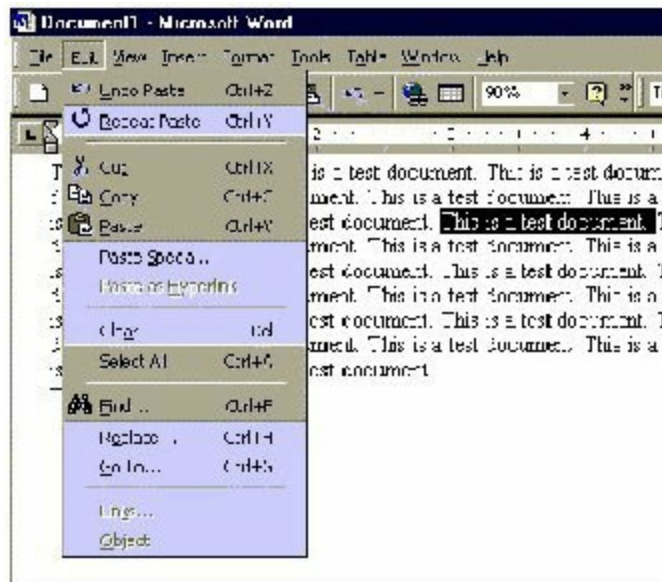 Document1 - Microsoft Word
File Edit View Insert Format Tools Table Window Help
90%
Undo Paste Ctrl+Z
Repeat Paste Ctrl+Y
2 4
Cut Ctrl+X
is a test document. This is a test docum
Copy Ctrl+C
ment. This is a test document. This is a
Paste Ctrl+V
est document. This is a test document.
Paste Special...
ment. This is a test document. This is a
Paste as Hyperlink
est document. This is a test document.
ment. This is a test document. This is a
Clear Del
est document. This is a test document.
Select All Ctrl+A
ment. This is a test document. This is a
est document
Find... Ctrl+F
Replace... Ctrl+H
Go To... Ctrl+G
Links...
Object